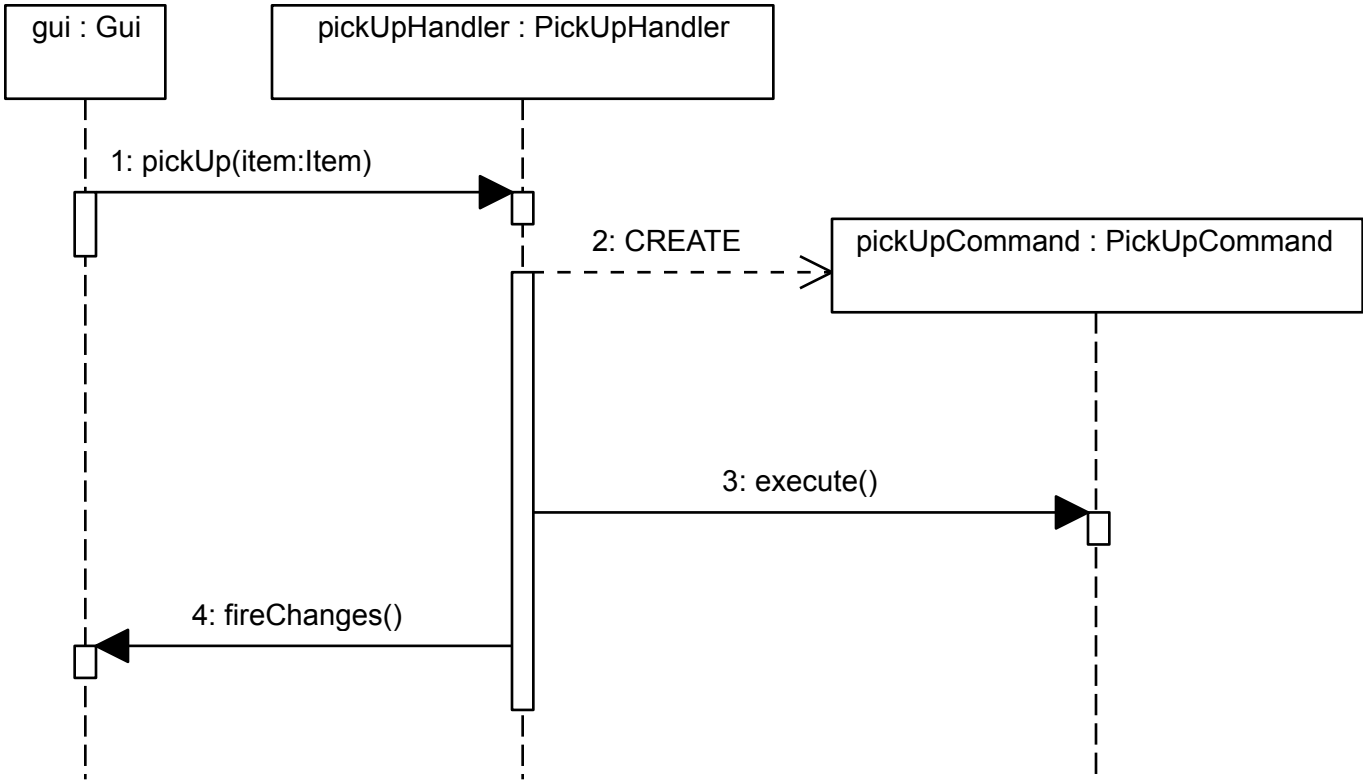 gui : Gui
pickUpHandler : PickUpHandler
1: pickUp(item:Item)
2: CREATE
pickUpCommand : PickUpCommand
3: execute()
4: fireChanges()